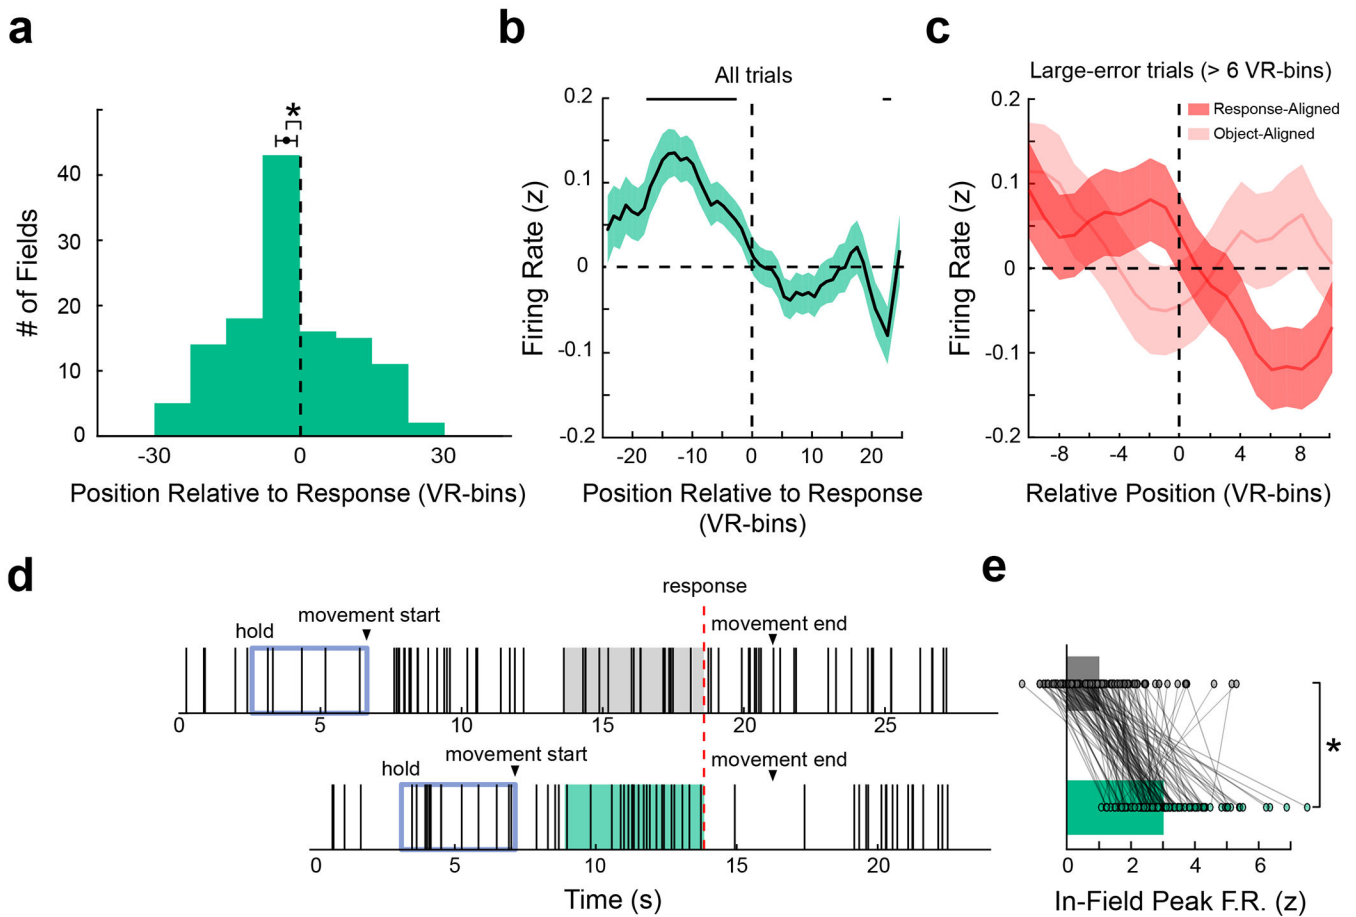 a
*
# of Fields
40
30
20
10
0
-30
0
30
Position Relative to Response (VR-bins)
b
All trials
Firing Rate (z)
0.2
0.1
0
-0.1
-0.2
-20
-10
0
10
20
Position Relative to Response
(VR-bins)
c
Large-error trials (> 6 VR-bins)
Response-Aligned
Object-Aligned
Firing Rate (z)
0.2
0.1
0
-0.1
-0.2
-8
-4
0
4
8
Relative Position (VR-bins)
d
response
movement start
movement end
hold
0
5
10
15
20
25
movement start
movement end
hold
0
5
10
15
20
Time (s)
e
*
0
2
4
6
In-Field Peak F.R. (z)